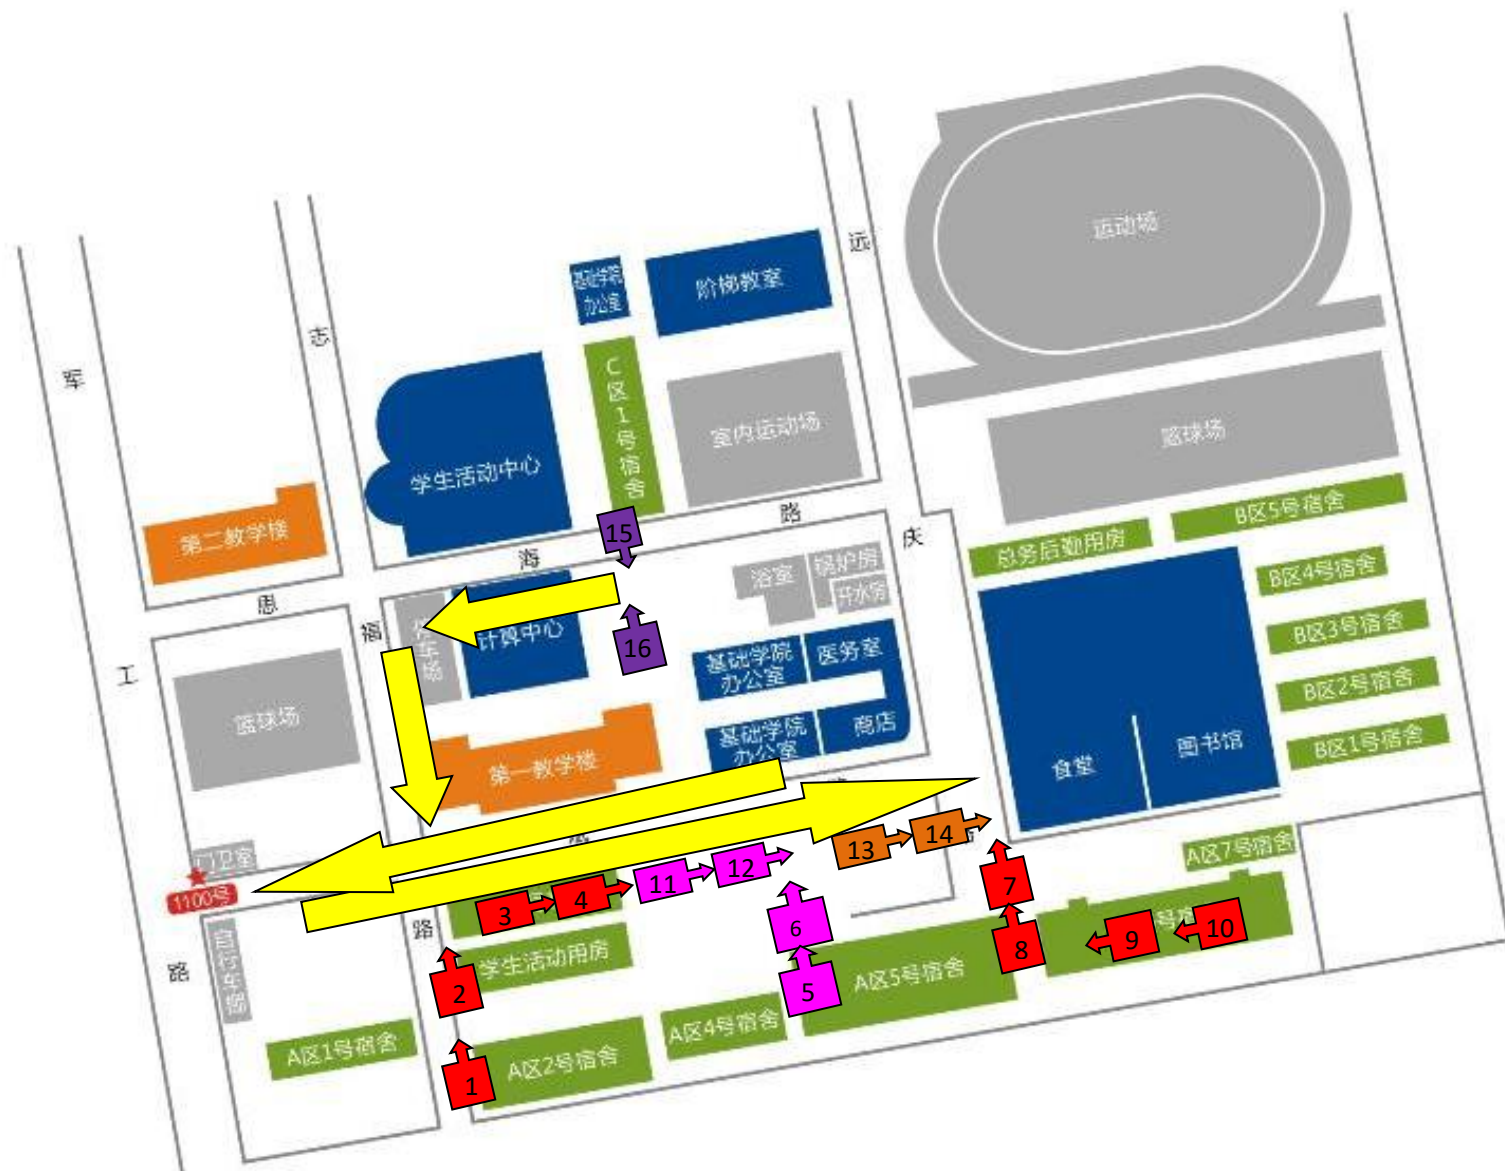 运动场
远
基础学院
办公室
阶梯教室
志
军
C
区
1
号
宿
舍
室内运动场
篮球场
学生活动中心
B区5号宿舍
路
第二教学楼
15
海
庆
总务后勤用房
浴室
锅炉房
开水房
B区4号宿舍
思
福
车
场
计算中心
16
基础学院
办公室
医务室
B区3号宿舍
工
B区2号宿舍
篮球场
基础学院
办公室
商店
图书馆
B区1号宿舍
第一教学楼
食堂
门卫室
13
14
A区7号宿舍
1100号
3
4
11
12
7
自
行
车
棚
路
6
8
9
10
号
路
学生活动用房
2
5
A区5号宿舍
A区4号宿舍
A区1号宿舍
A区2号宿舍
1